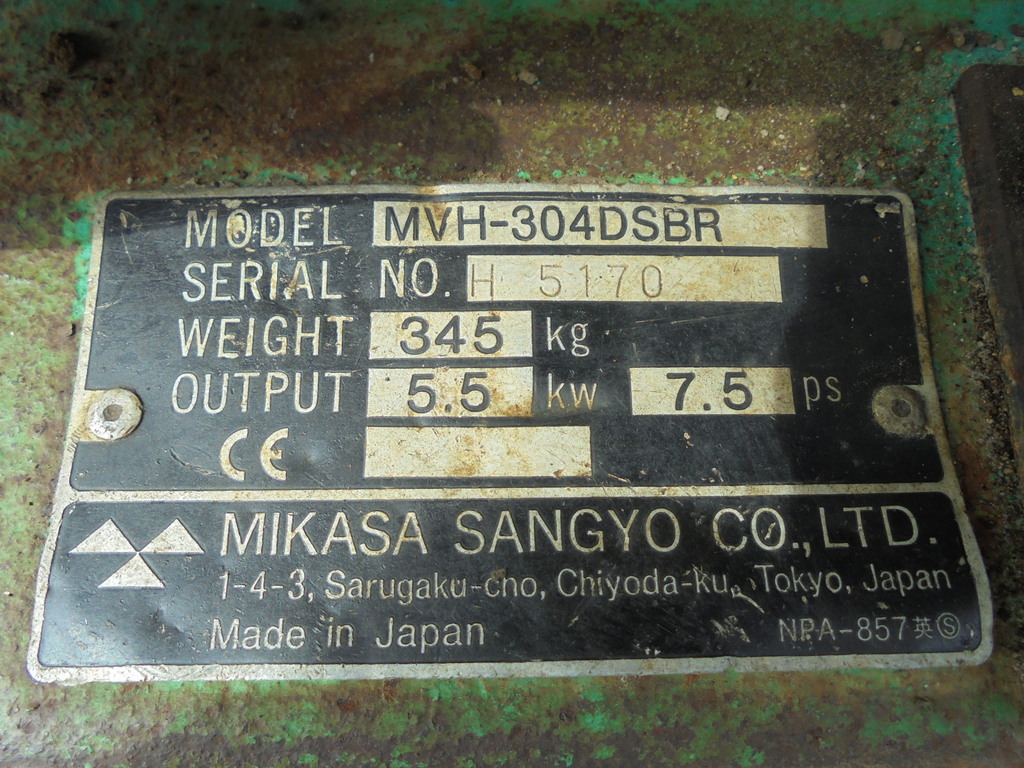 MODEL MVH-304DSBR
SERIAL NO. H 5170
WEIGHT 345 kg
OUTPUT 5.5 kw 7.5 ps
CE
MIKASA SANGYO CO.,LTD.
1-4-3, Sarugaku-cho, Chiyoda-ku, Tokyo, Japan
Made in Japan
NPA-857英Ⓢ